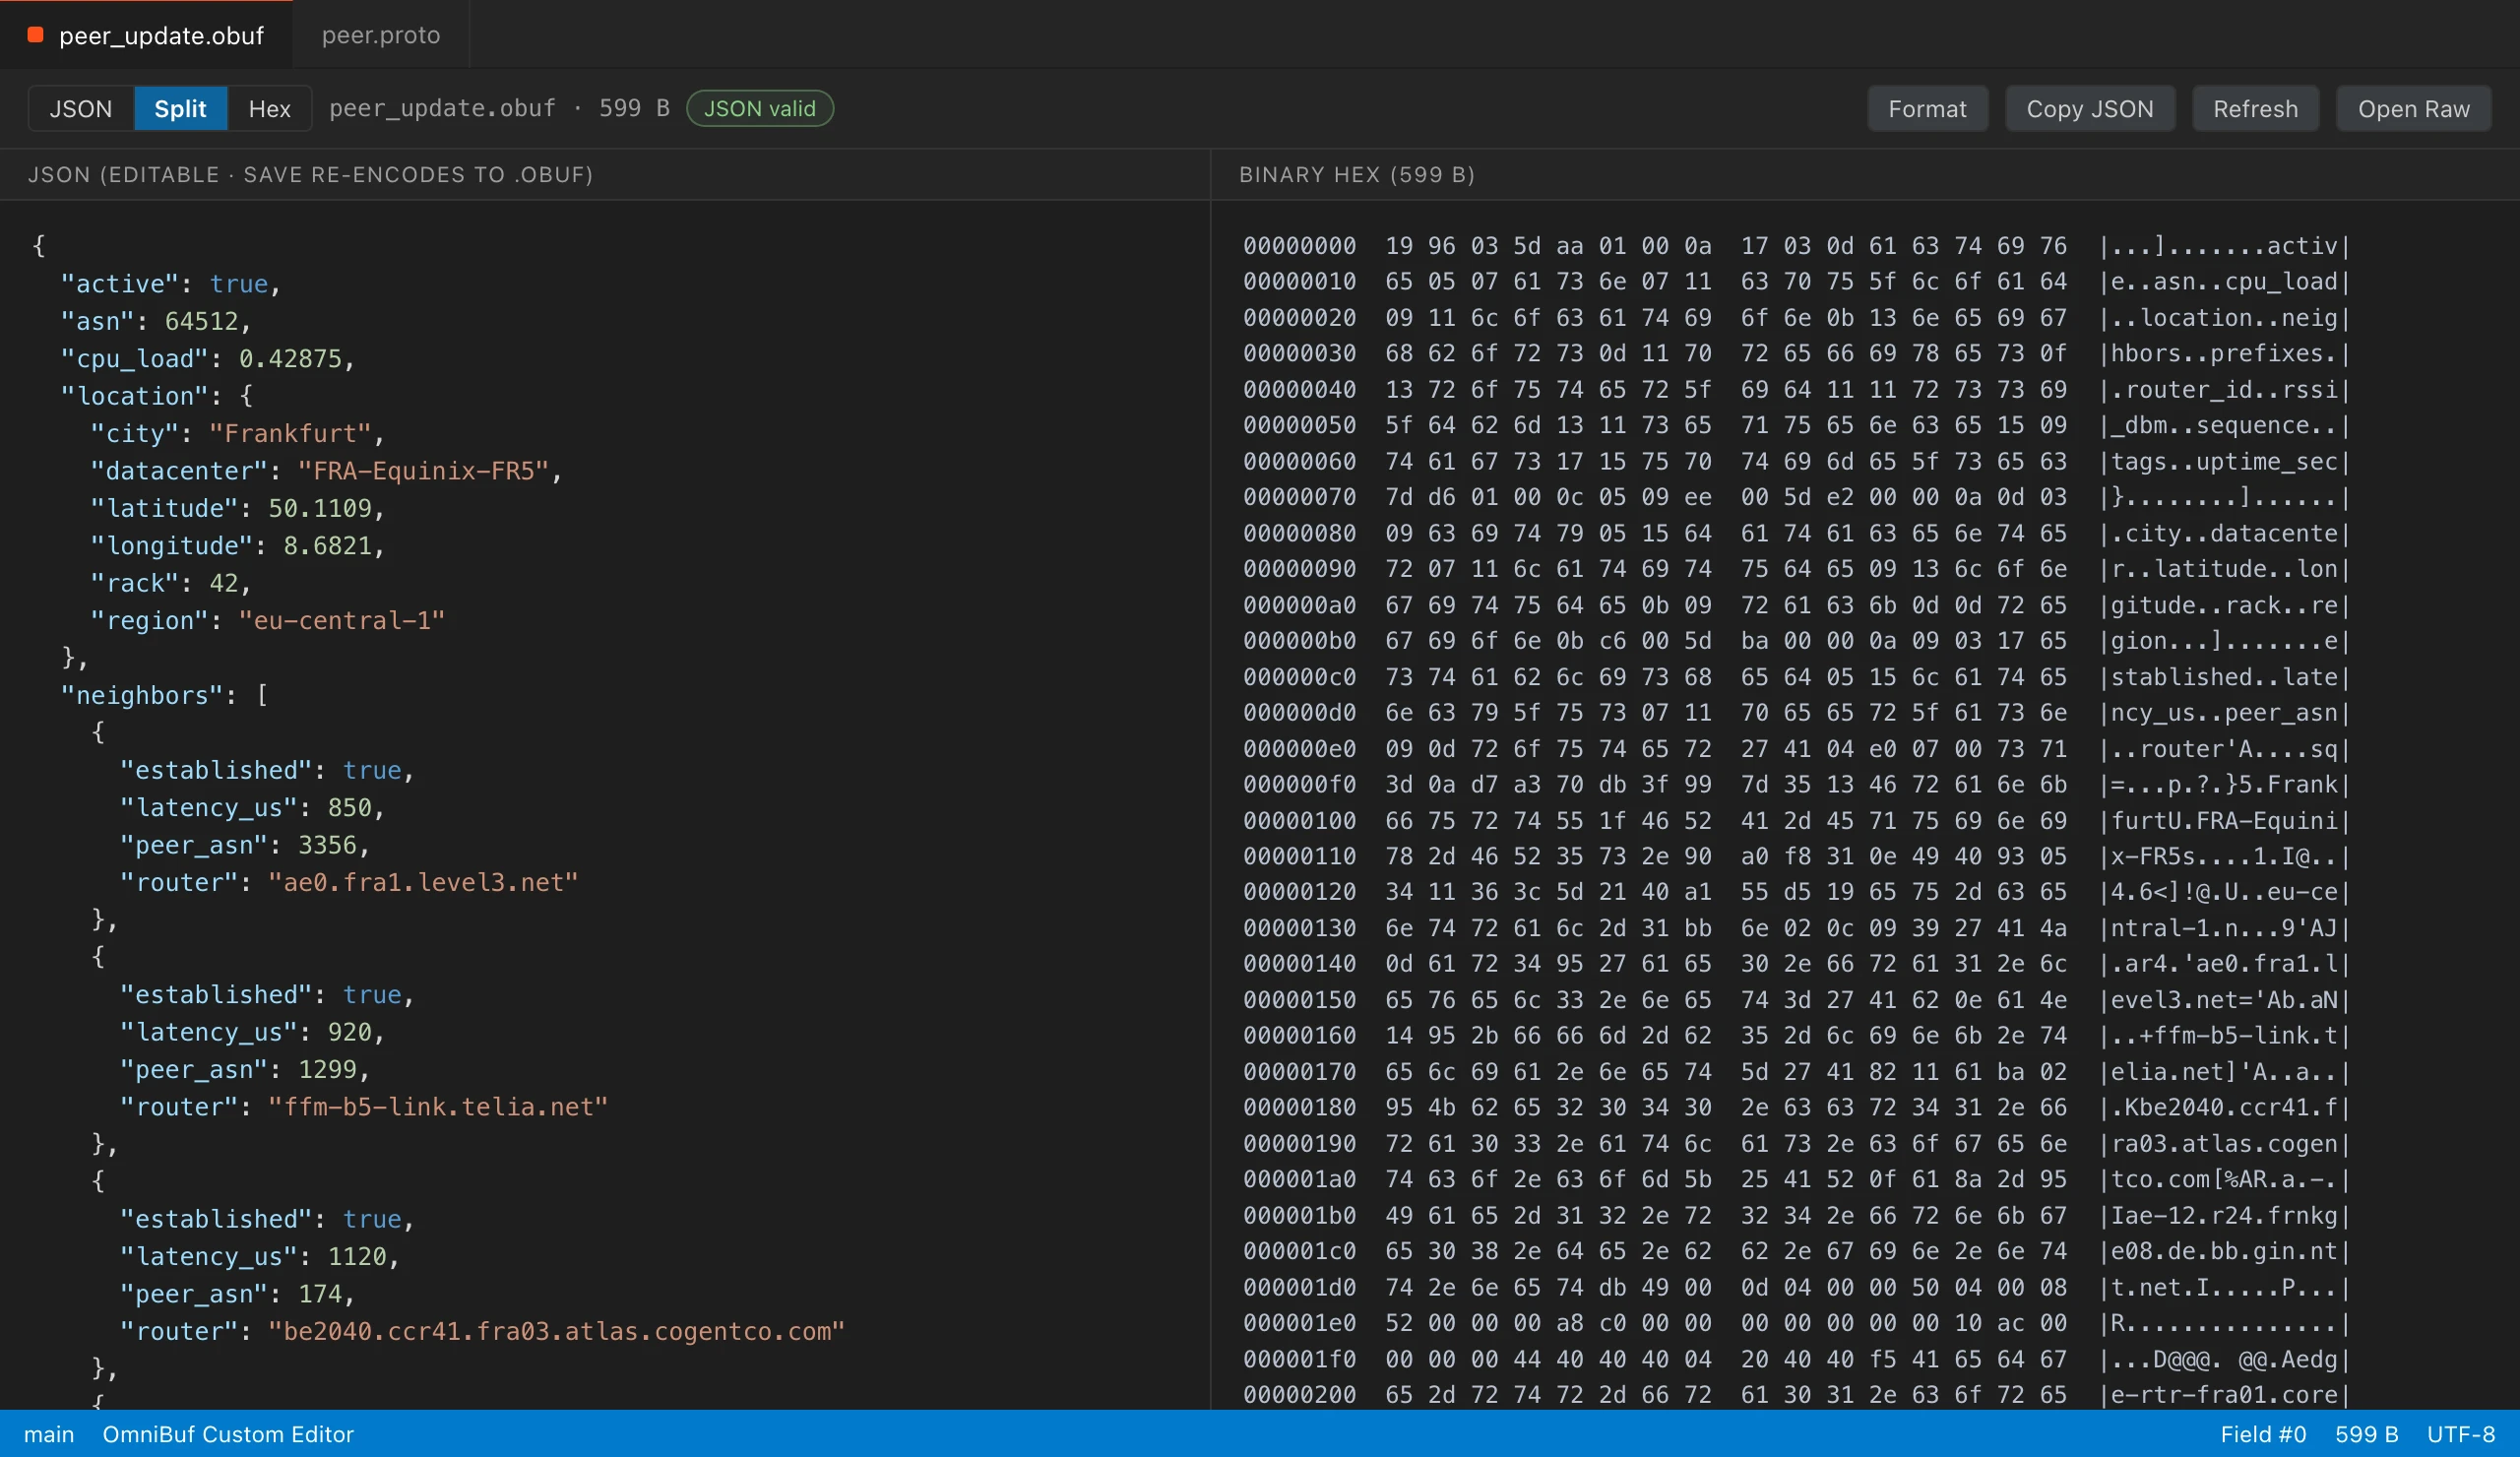 peer_update.obuf peer.proto
JSON Split Hex peer_update.obuf · 599 B JSON valid Format Copy JSON Refresh Open Raw
JSON (EDITABLE · SAVE RE-ENCODES TO .OBUF)
{
  "active": true,
  "asn": 64512,
  "cpu_load": 0.42875,
  "location": {
    "city": "Frankfurt",
    "datacenter": "FRA-Equinix-FR5",
    "latitude": 50.1109,
    "longitude": 8.6821,
    "rack": 42,
    "region": "eu-central-1"
  },
  "neighbors": [
    {
      "established": true,
      "latency_us": 850,
      "peer_asn": 3356,
      "router": "ae0.fra1.level3.net"
    },
    {
      "established": true,
      "latency_us": 920,
      "peer_asn": 1299,
      "router": "ffm-b5-link.telia.net"
    },
    {
      "established": true,
      "latency_us": 1120,
      "peer_asn": 174,
      "router": "be2040.ccr41.fra03.atlas.cogentco.com"
    },
    {
BINARY HEX (599 B)
00000000  19 96 03 5d aa 01 00 0a  17 03 0d 61 63 74 69 76  |...].......activ|
00000010  65 05 07 61 73 6e 07 11  63 70 75 5f 6c 6f 61 64  |e..asn..cpu_load|
00000020  09 11 6c 6f 63 61 74 69  6f 6e 0b 13 6e 65 69 67  |..location..neig|
00000030  68 62 6f 72 73 0d 11 70  72 65 66 69 78 65 73 0f  |hbors..prefixes.|
00000040  13 72 6f 75 74 65 72 5f  69 64 11 11 72 73 73 69  |.router_id..rssi|
00000050  5f 64 62 6d 13 11 73 65  71 75 65 6e 63 65 15 09  |_dbm..sequence..|
00000060  74 61 67 73 17 15 75 70  74 69 6d 65 5f 73 65 63  |tags..uptime_sec|
00000070  7d d6 01 00 0c 05 09 ee  00 5d e2 00 00 0a 0d 03  |}........]......|
00000080  09 63 69 74 79 05 15 64  61 74 61 63 65 6e 74 65  |.city..datacente|
00000090  72 07 11 6c 61 74 69 74  75 64 65 09 13 6c 6f 6e  |r..latitude..lon|
000000a0  67 69 74 75 64 65 0b 09  72 61 63 6b 0d 0d 72 65  |gitude..rack..re|
000000b0  67 69 6f 6e 0b c6 00 5d  ba 00 00 0a 09 03 17 65  |gion...].......e|
000000c0  73 74 61 62 6c 69 73 68  65 64 05 15 6c 61 74 65  |stablished..late|
000000d0  6e 63 79 5f 75 73 07 11  70 65 65 72 5f 61 73 6e  |ncy_us..peer_asn|
000000e0  09 0d 72 6f 75 74 65 72  27 41 04 e0 07 00 73 71  |..router'A....sq|
000000f0  3d 0a d7 a3 70 db 3f 99  7d 35 13 46 72 61 6e 6b  |=...p.?.}5.Frank|
00000100  66 75 72 74 55 1f 46 52  41 2d 45 71 75 69 6e 69  |furtU.FRA-Equini|
00000110  78 2d 46 52 35 73 2e 90  a0 f8 31 0e 49 40 93 05  |x-FR5s....1.I@..|
00000120  34 11 36 3c 5d 21 40 a1  55 d5 19 65 75 2d 63 65  |4.6<]!@.U..eu-ce|
00000130  6e 74 72 61 6c 2d 31 bb  6e 02 0c 09 39 27 41 4a  |ntral-1.n...9'AJ|
00000140  0d 61 72 34 95 27 61 65  30 2e 66 72 61 31 2e 6c  |.ar4.'ae0.fra1.l|
00000150  65 76 65 6c 33 2e 6e 65  74 3d 27 41 62 0e 61 4e  |evel3.net='Ab.aN|
00000160  14 95 2b 66 66 6d 2d 62  35 2d 6c 69 6e 6b 2e 74  |..+ffm-b5-link.t|
00000170  65 6c 69 61 2e 6e 65 74  5d 27 41 82 11 61 ba 02  |elia.net]'A..a..|
00000180  95 4b 62 65 32 30 34 30  2e 63 63 72 34 31 2e 66  |.Kbe2040.ccr41.f|
00000190  72 61 30 33 2e 61 74 6c  61 73 2e 63 6f 67 65 6e  |ra03.atlas.cogen|
000001a0  74 63 6f 2e 63 6f 6d 5b  25 41 52 0f 61 8a 2d 95  |tco.com[%AR.a.-.|
000001b0  49 61 65 2d 31 32 2e 72  32 34 2e 66 72 6e 6b 67  |Iae-12.r24.frnkg|
000001c0  65 30 38 2e 64 65 2e 62  62 2e 67 69 6e 2e 6e 74  |e08.de.bb.gin.nt|
000001d0  74 2e 6e 65 74 db 49 00  0d 04 00 00 50 04 00 08  |t.net.I.....P...|
000001e0  52 00 00 00 a8 c0 00 00  00 00 00 00 00 10 ac 00  |R...............|
000001f0  00 00 00 44 40 40 40 04  20 40 40 f5 41 65 64 67  |...D@@@. @@.Aedg|
00000200  65 2d 72 74 72 2d 66 72  61 30 31 2e 63 6f 72 65  |e-rtr-fra01.core|
main OmniBuf Custom Editor Field #0 599 B UTF-8